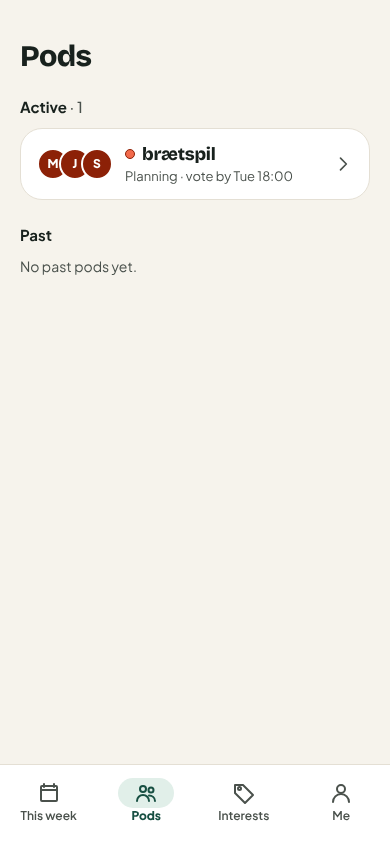 Pods
Active · 1
M J S
brætspil
Planning · vote by Tue 18:00
Past
No past pods yet.
This week
Pods
Interests
Me